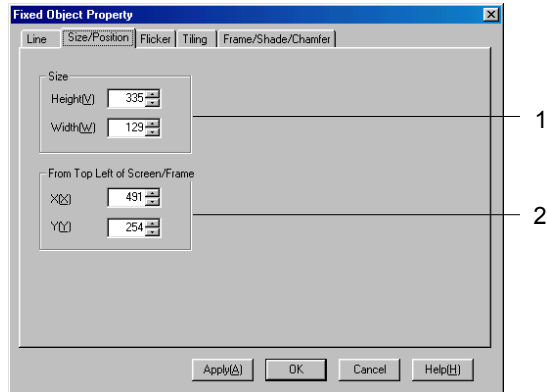 Fixed Object Property
Line Size/Position Flicker Tiling Frame/Shade/Chamfer
Size
Height(V) 335
Width(W) 129
1
From Top Left of Screen/Frame
X(X) 491
Y(Y) 254
2
Apply(A) OK Cancel Help(H)